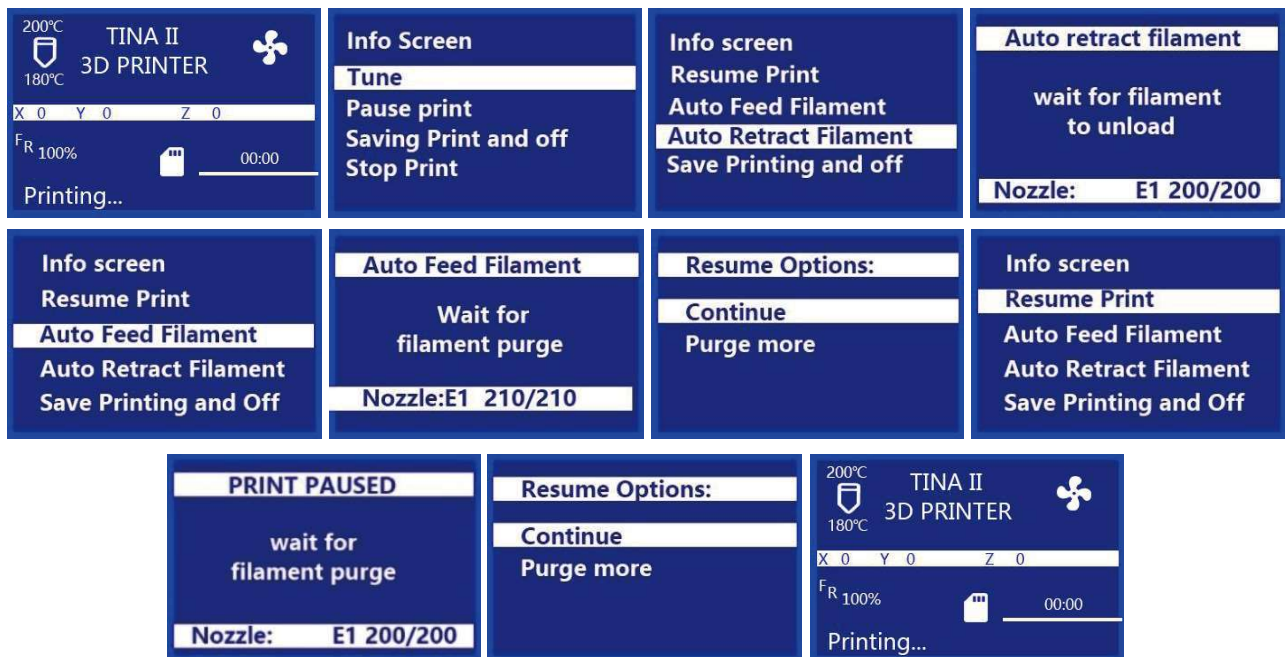 200℃
TINA II
3D PRINTER
180℃
X 0 Y 0 Z 0
FR 100%
00:00
Printing...
Info Screen
Tune
Pause print
Saving Print and off
Stop Print
Info screen
Resume Print
Auto Feed Filament
Auto Retract Filament
Save Printing and off
Auto retract filament
wait for filament
to unload
Nozzle: E1 200/200
Info screen
Resume Print
Auto Feed Filament
Auto Retract Filament
Save Printing and Off
Auto Feed Filament
Wait for
filament purge
Nozzle:E1 210/210
Resume Options:
Continue
Purge more
Info screen
Resume Print
Auto Feed Filament
Auto Retract Filament
Save Printing and Off
PRINT PAUSED
wait for
filament purge
Nozzle: E1 200/200
Resume Options:
Continue
Purge more
200℃
TINA II
3D PRINTER
180℃
X 0 Y 0 Z 0
FR 100%
00:00
Printing...